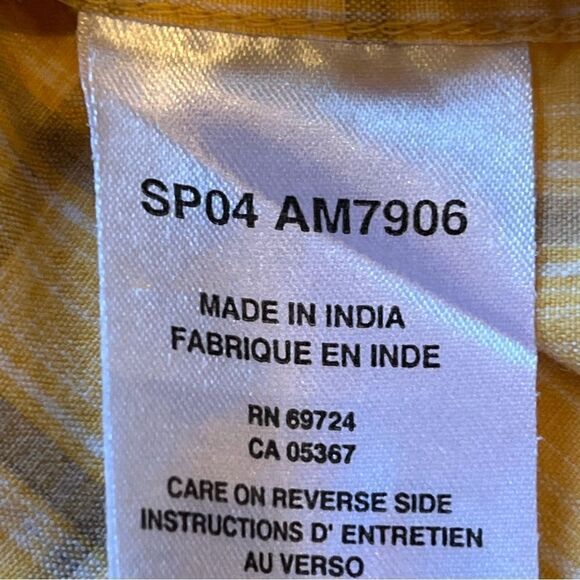 SP04 AM7906
MADE IN INDIA
FABRIQUE EN INDE
RN 69724
CA 05367
CARE ON REVERSE SIDE
INSTRUCTIONS D' ENTRETIEN
AU VERSO